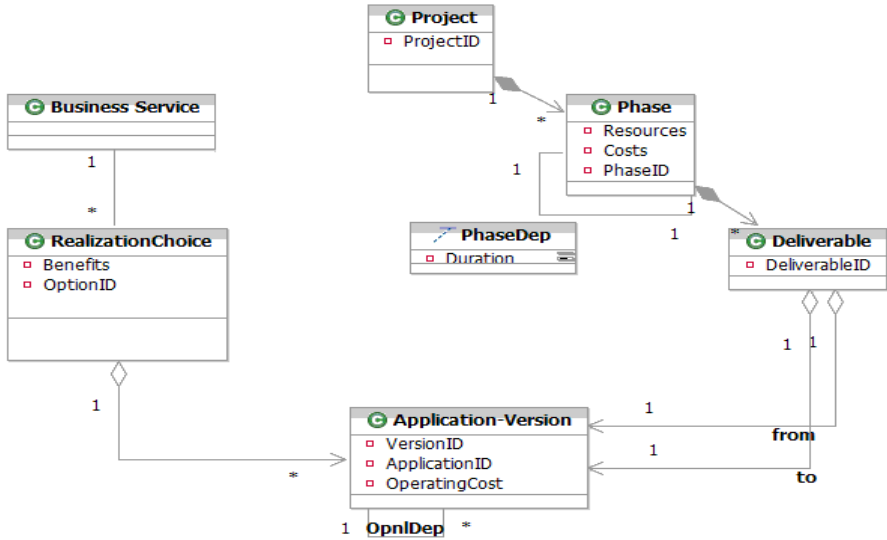 C Project
ProjectID
1
*
C Business Service
1
*
C Phase
Resources
Costs
PhaseID
1
1
1
*
PhaseDep
Duration
C RealizationChoice
Benefits
OptionID
C Deliverable
DeliverableID
1
1
1
1
from
1
to
C Application-Version
VersionID
ApplicationID
OperatingCost
*
1
OpnlDep
*